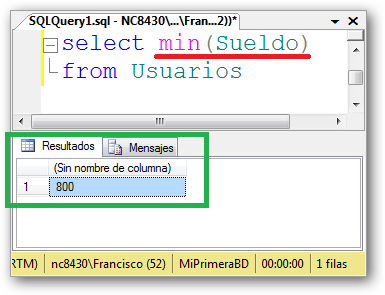 SQLQuery1.sql - NC8430\...\Fran...2))*
select min(Sueldo)
from Usuarios
Resultados Mensajes
(Sin nombre de columna)
1 800
RTM) nc8430\Francisco (52) MiPrimeraBD 00:00:00 1 filas